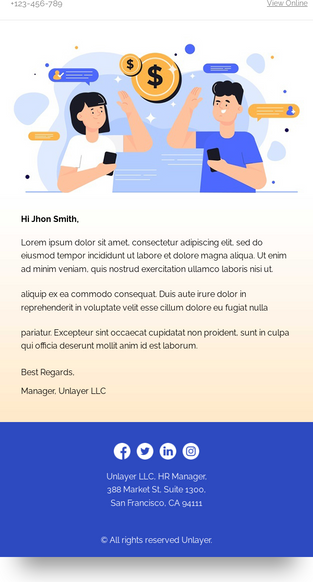 +123-456-789
View Online
$
$
Hi Jhon Smith,
Lorem ipsum dolor sit amet, consectetur adipiscing elit, sed do
eiusmod tempor incididunt ut labore et dolore magna aliqua. Ut enim
ad minim veniam, quis nostrud exercitation ullamco laboris nisi ut.
aliquip ex ea commodo consequat. Duis aute irure dolor in
reprehenderit in voluptate velit esse cillum dolore eu fugiat nulla
pariatur. Excepteur sint occaecat cupidatat non proident, sunt in culpa
qui officia deserunt mollit anim id est laborum.
Best Regards,
Manager, Unlayer LLC
Unlayer LLC, HR Manager,
388 Market St, Suite 1300,
San Francisco, CA 94111
© All rights reserved Unlayer.